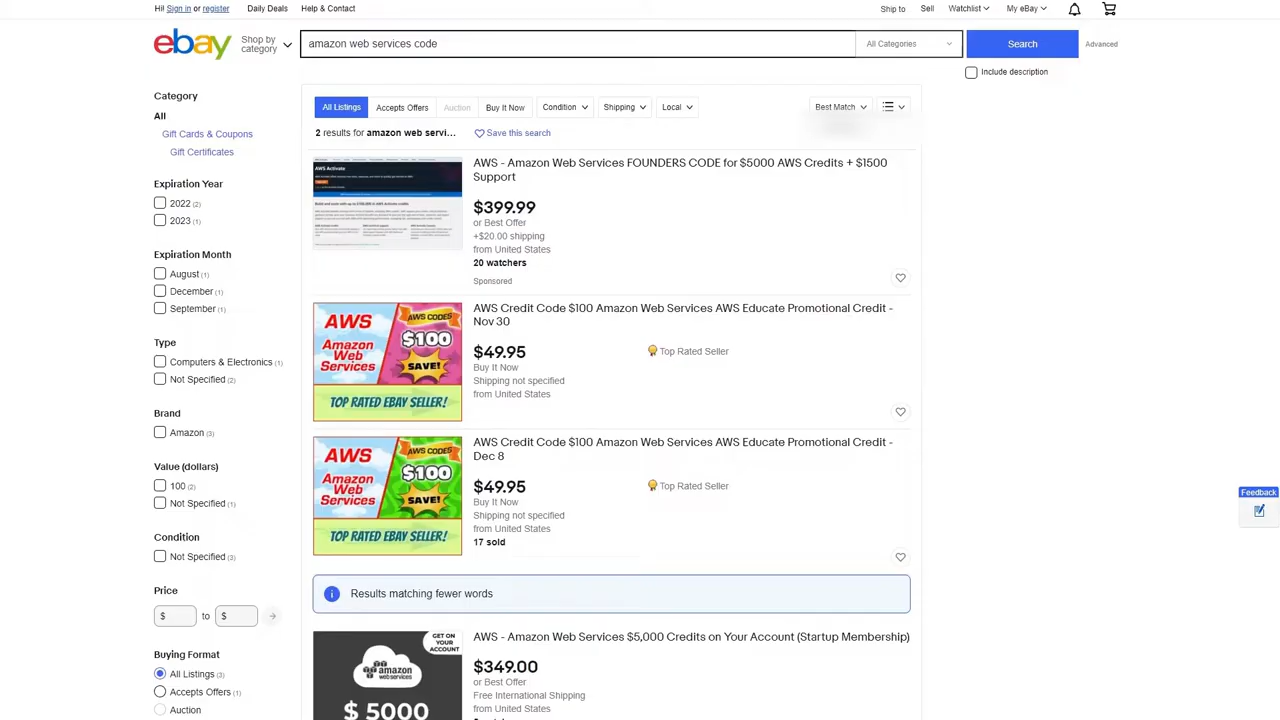 Hi! Sign in or register
Daily Deals
Help & Contact
Ship to
Sell
Watchlist
My eBay
ebay
Shop by
category
amazon web services code
All Categories
Search
Advanced
Include description
Category
All
Gift Cards & Coupons
Gift Certificates
Expiration Year
2022 (2)
2023 (1)
Expiration Month
August (1)
December (1)
September (1)
Type
Computers & Electronics (1)
Not Specified (2)
Brand
Amazon (3)
Value (dollars)
100 (2)
Not Specified (1)
Condition
Not Specified (3)
Price
$ to $
Buying Format
All Listings (3)
Accepts Offers (1)
Auction
All Listings
Accepts Offers
Auction
Buy It Now
Condition
Shipping
Local
Best Match
2 results for amazon web servi...
Save this search
AWS Activate
AWS - Amazon Web Services FOUNDERS CODE for $5000 AWS Credits + $1500
Support
$399.99
or Best Offer
+$20.00 shipping
from United States
20 watchers
Sponsored
AWS
Amazon
Web
Services
AWS CODES
$100
SAVE!
TOP RATED EBAY SELLER!
AWS Credit Code $100 Amazon Web Services AWS Educate Promotional Credit -
Nov 30
$49.95
Buy It Now
Shipping not specified
from United States
Top Rated Seller
AWS
Amazon
Web
Services
AWS CODES
$100
SAVE!
TOP RATED EBAY SELLER!
AWS Credit Code $100 Amazon Web Services AWS Educate Promotional Credit -
Dec 8
$49.95
Buy It Now
Shipping not specified
from United States
17 sold
Top Rated Seller
Results matching fewer words
GET ON
YOUR
ACCOUNT
amazon
webservices
$ 5000
AWS - Amazon Web Services $5,000 Credits on Your Account (Startup Membership)
$349.00
or Best Offer
Free International Shipping
Feedback